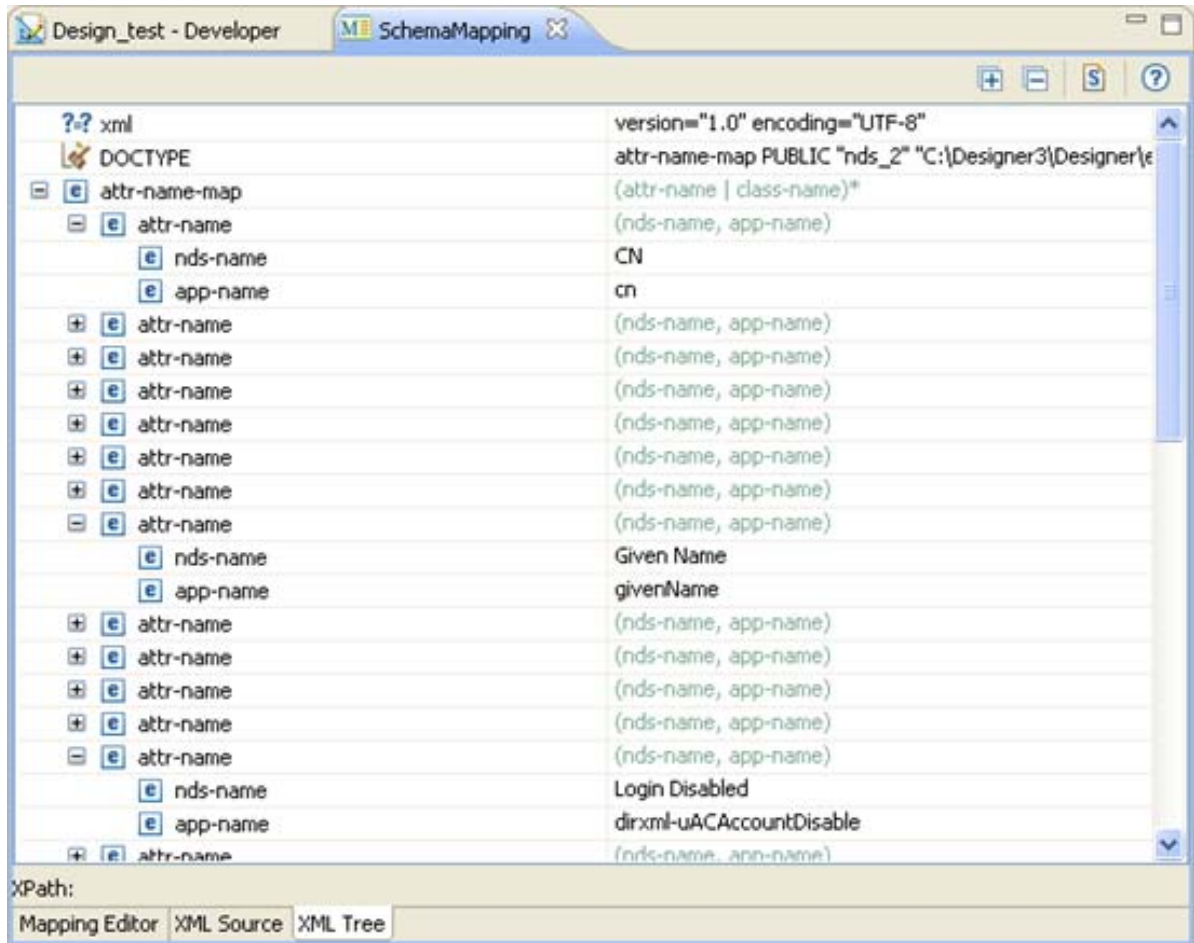 Design_test - Developer SchemaMapping
?=? xml version="1.0" encoding="UTF-8"
DOCTYPE attr-name-map PUBLIC "nds_2" "C:\Designer3\Designer\e
attr-name-map (attr-name | class-name)*
attr-name (nds-name, app-name)
nds-name CN
app-name cn
attr-name (nds-name, app-name)
attr-name (nds-name, app-name)
attr-name (nds-name, app-name)
attr-name (nds-name, app-name)
attr-name (nds-name, app-name)
attr-name (nds-name, app-name)
attr-name (nds-name, app-name)
nds-name Given Name
app-name givenName
attr-name (nds-name, app-name)
attr-name (nds-name, app-name)
attr-name (nds-name, app-name)
attr-name (nds-name, app-name)
attr-name (nds-name, app-name)
nds-name Login Disabled
app-name dirxml-uACAccountDisable
attr-name (nds-name, app-name)
XPath:
Mapping Editor XML Source XML Tree